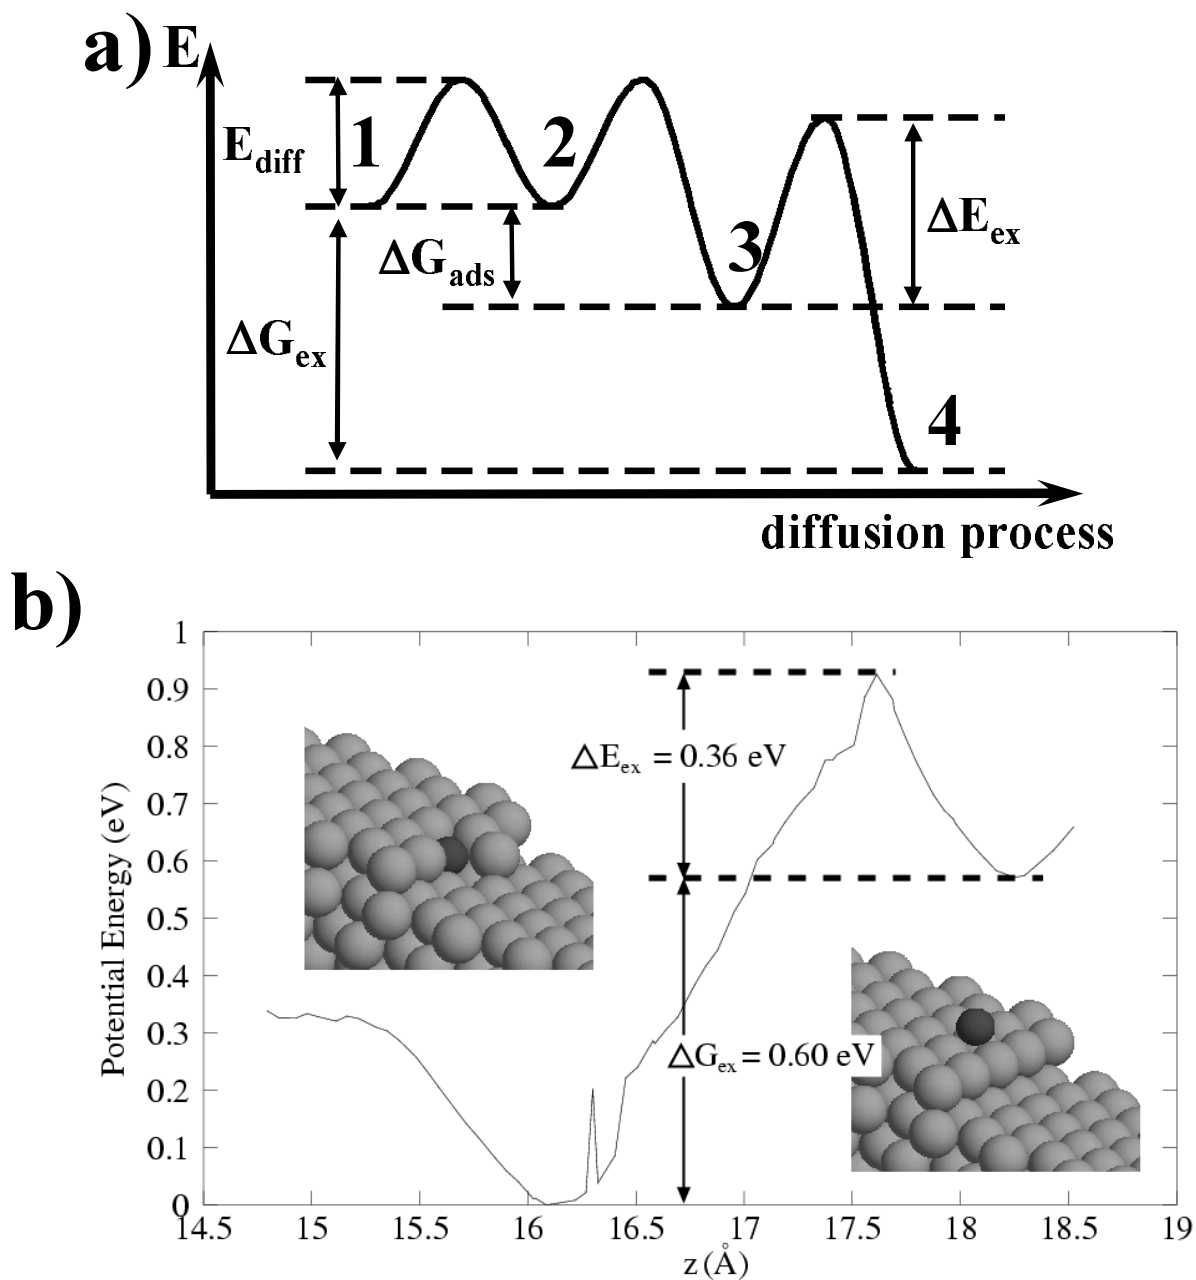 a) E
E_diff
1
2
3
4
ΔG_ads
ΔE_ex
ΔG_ex
diffusion process
b)
1
0.9
0.8
0.7
0.6
0.5
0.4
0.3
0.2
0.1
0
Potential Energy (eV)
△E_ex = 0.36 eV
△G_ex = 0.60 eV
14.5 15 15.5 16 16.5 17 17.5 18 18.5 19
z (Å)